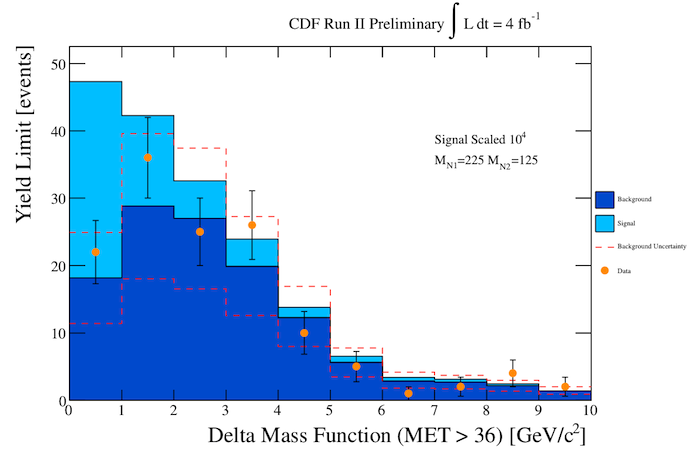 CDF Run II Preliminary ∫ L dt = 4 fb⁻¹
Yield Limit [events]
50
40
30
20
10
0
Signal Scaled 10⁴
M_N1=225 M_N2=125
Background
Signal
Background Uncertainty
Data
0 1 2 3 4 5 6 7 8 9 10
Delta Mass Function (MET > 36) [GeV/c²]